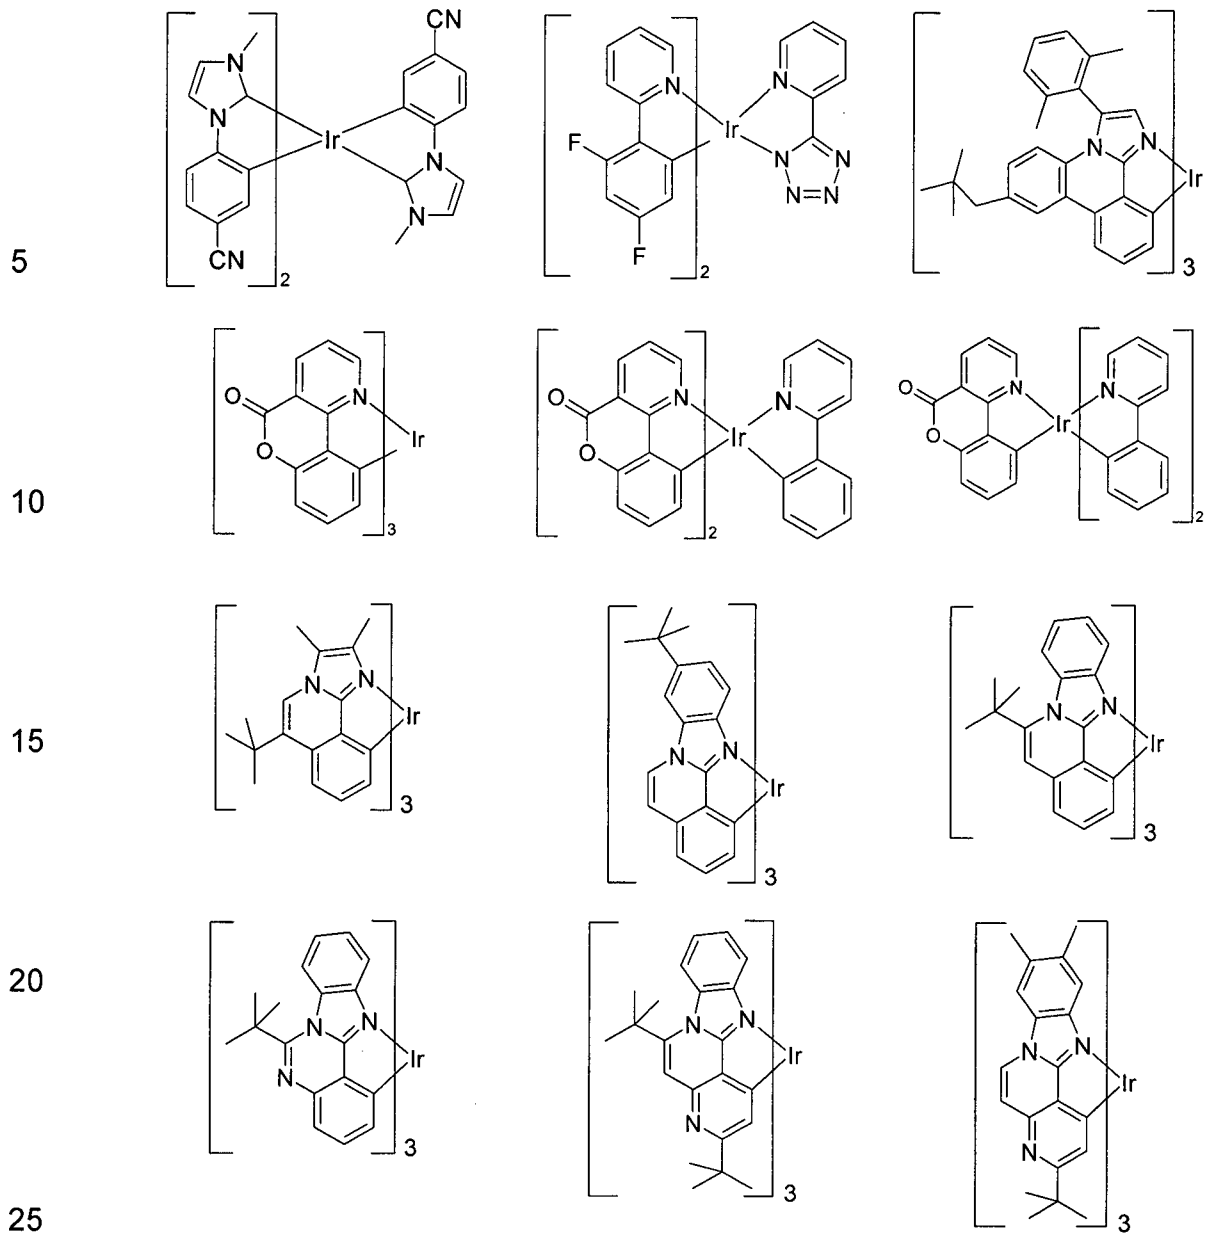 CN
N N N
N Ir N Ir N Ir
N F N N
N N N=N
N
CN F
5
2 2 3
N N N N N
O O O
Ir Ir Ir
O O O
10
3 2 2
N N
N N
Ir Ir
15
N N Ir
3 3 3
20
N N N N
Ir Ir N N
N Ir
N N
3 3 3
25